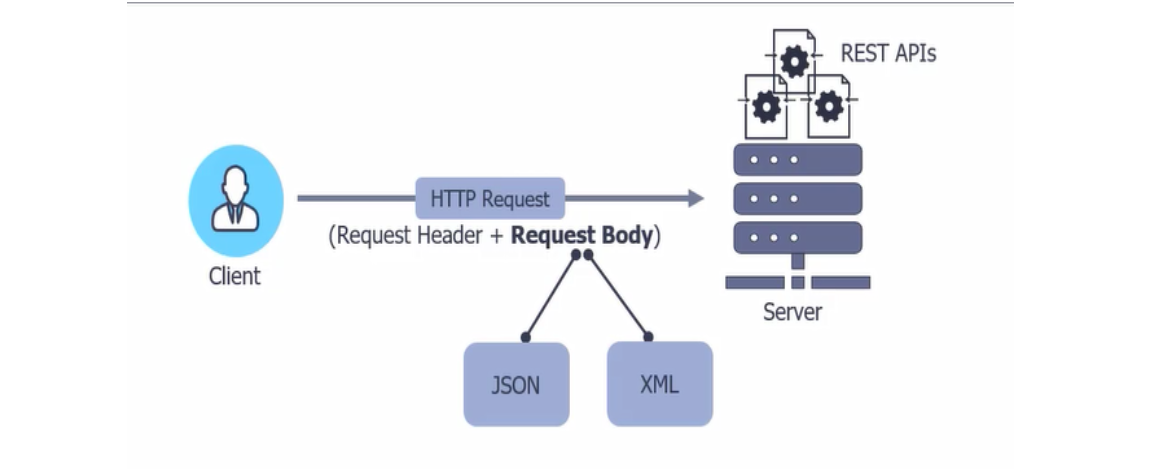 REST APIs
HTTP Request
(Request Header + Request Body)
Client
Server
JSON
XML